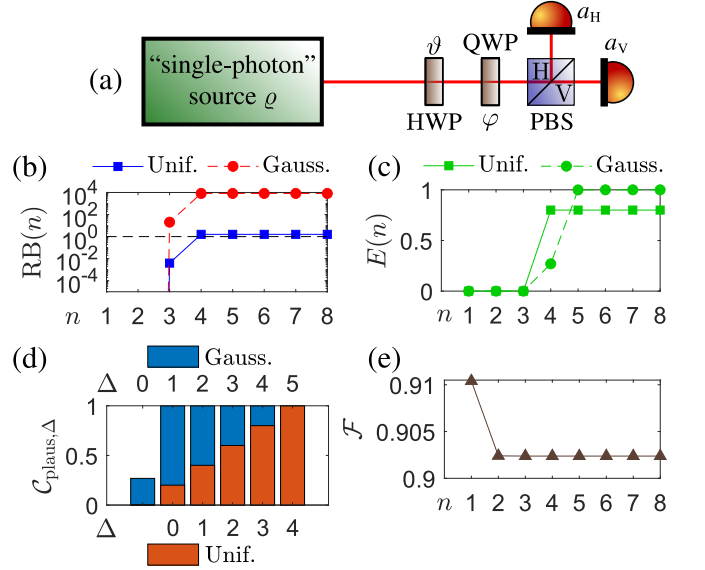 (a)
“single-photon”
source ϱ
ϑ
HWP
QWP
φ
H
V
PBS
a_H
a_V
(b)
Unif.
Gauss.
RB(n)
10^4
10^2
10^0
10^-2
10^-4
n 1 2 3 4 5 6 7 8
(c)
Unif.
Gauss.
E(n)
1
0.5
0
n 1 2 3 4 5 6 7 8
(d)
Gauss.
Δ 0 1 2 3 4 5
C_plaus,Δ
1
0.5
0
Δ 0 1 2 3 4
Unif.
(e)
F
0.91
0.905
0.9
n 1 2 3 4 5 6 7 8